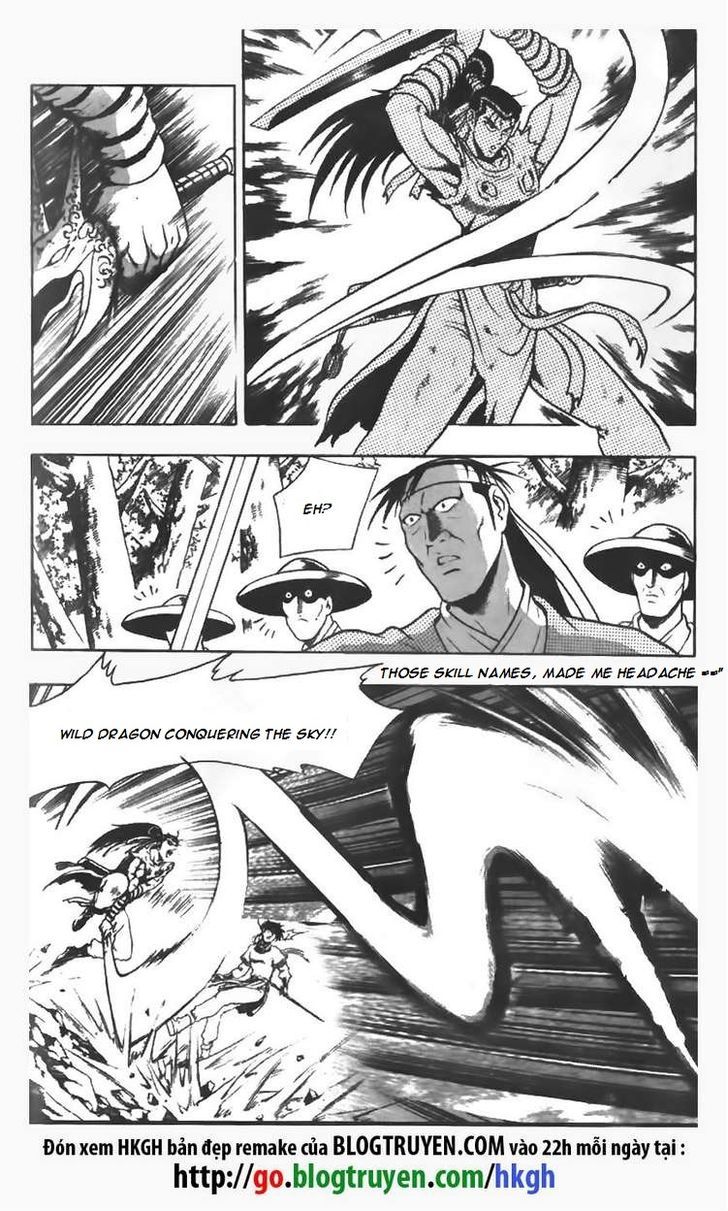 EH?
THOSE SKILL NAMES, MADE ME HEADACHE =="
WILD DRAGON CONQUERING THE SKY!!
Đón xem HKGH bản đẹp remake của BLOGTRUYEN.COM vào 22h mỗi ngày tại :
http://go.blogtruyen.com/hkgh